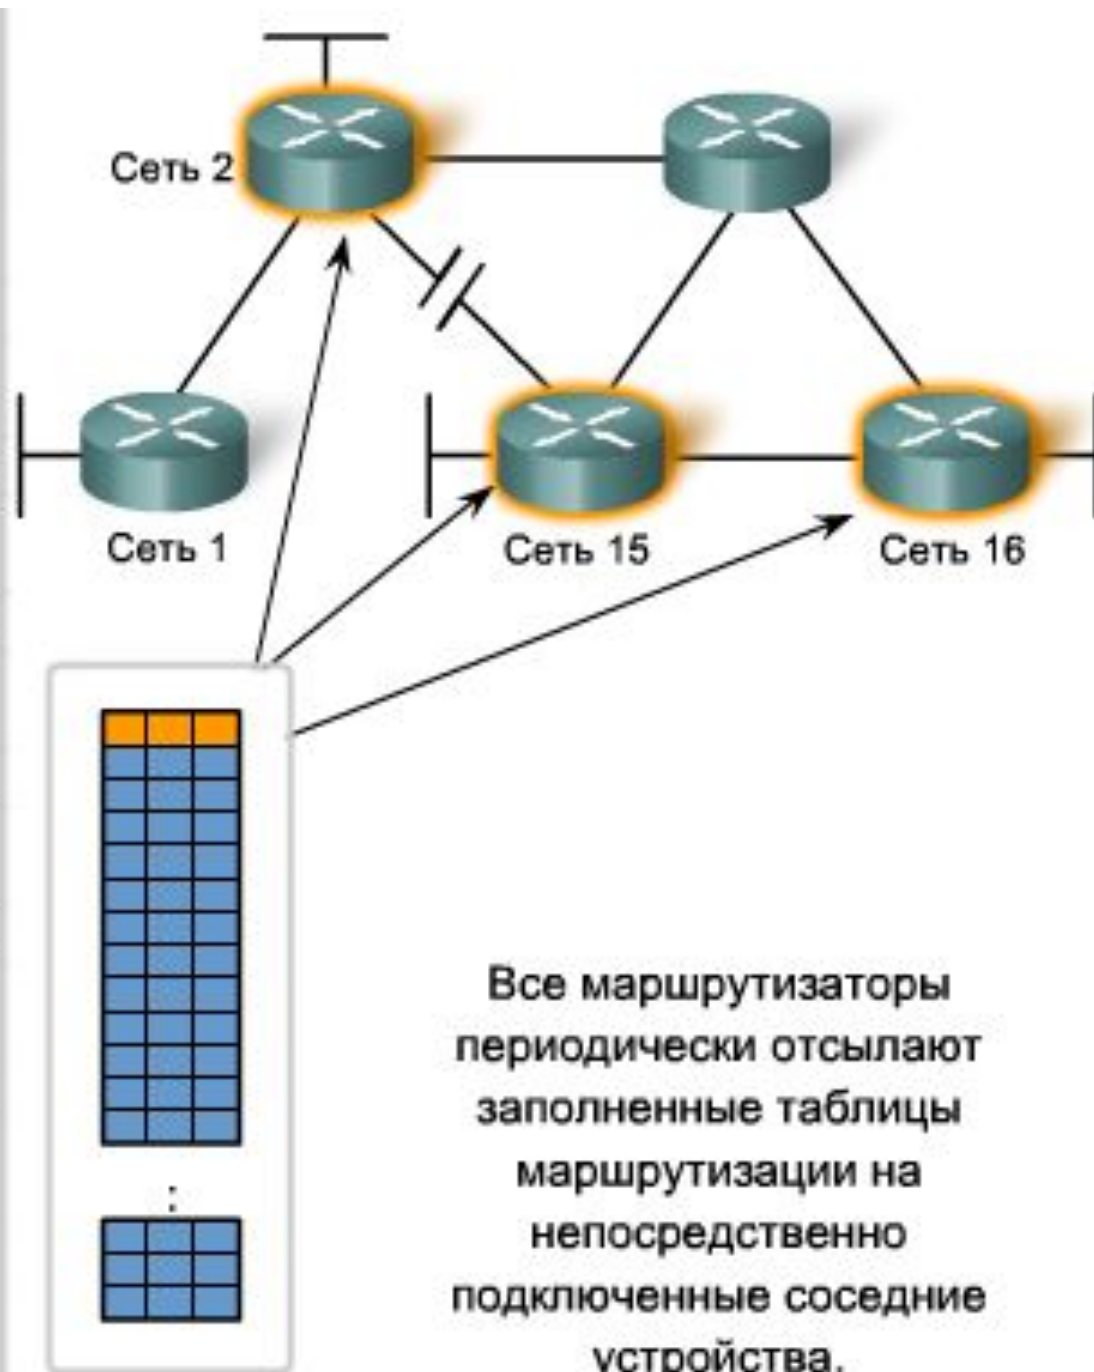 Сеть 2
Сеть 1
Сеть 15
Сеть 16
Все маршрутизаторы
периодически отсылают
заполненные таблицы
маршрутизации на
непосредственно
подключенные соседние
устройства.